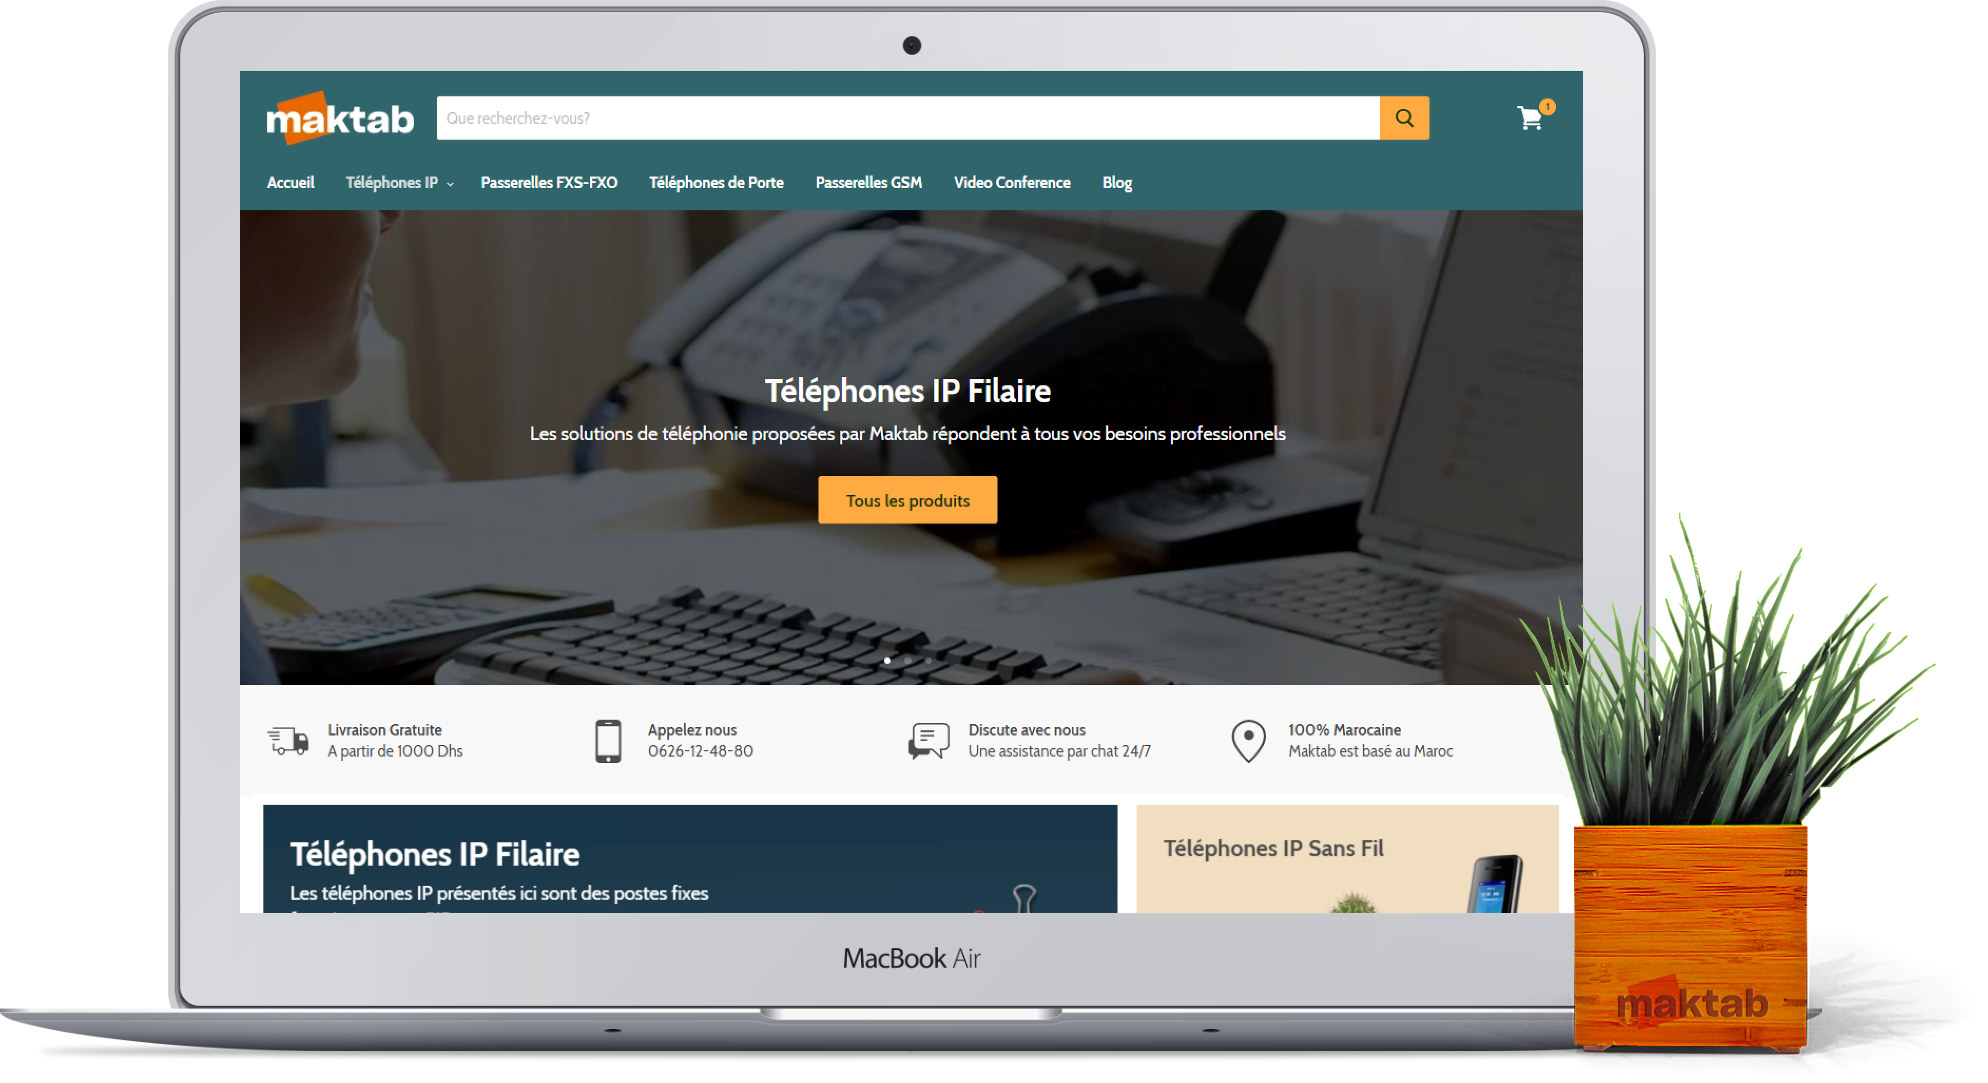 maktab
Que recherchez-vous?
1
Accueil
Téléphones IP
Passerelles FXS-FXO
Téléphones de Porte
Passerelles GSM
Video Conference
Blog
Téléphones IP Filaire
Les solutions de téléphonie proposées par Maktab répondent à tous vos besoins professionnels
Tous les produits
Livraison Gratuite
A partir de 1000 Dhs
Appelez nous
0626-12-48-80
Discute avec nous
Une assistance par chat 24/7
100% Marocaine
Maktab est basé au Maroc
Téléphones IP Filaire
Les téléphones IP présentés ici sont des postes fixes
Téléphones IP Sans Fil
MacBook Air
maktab